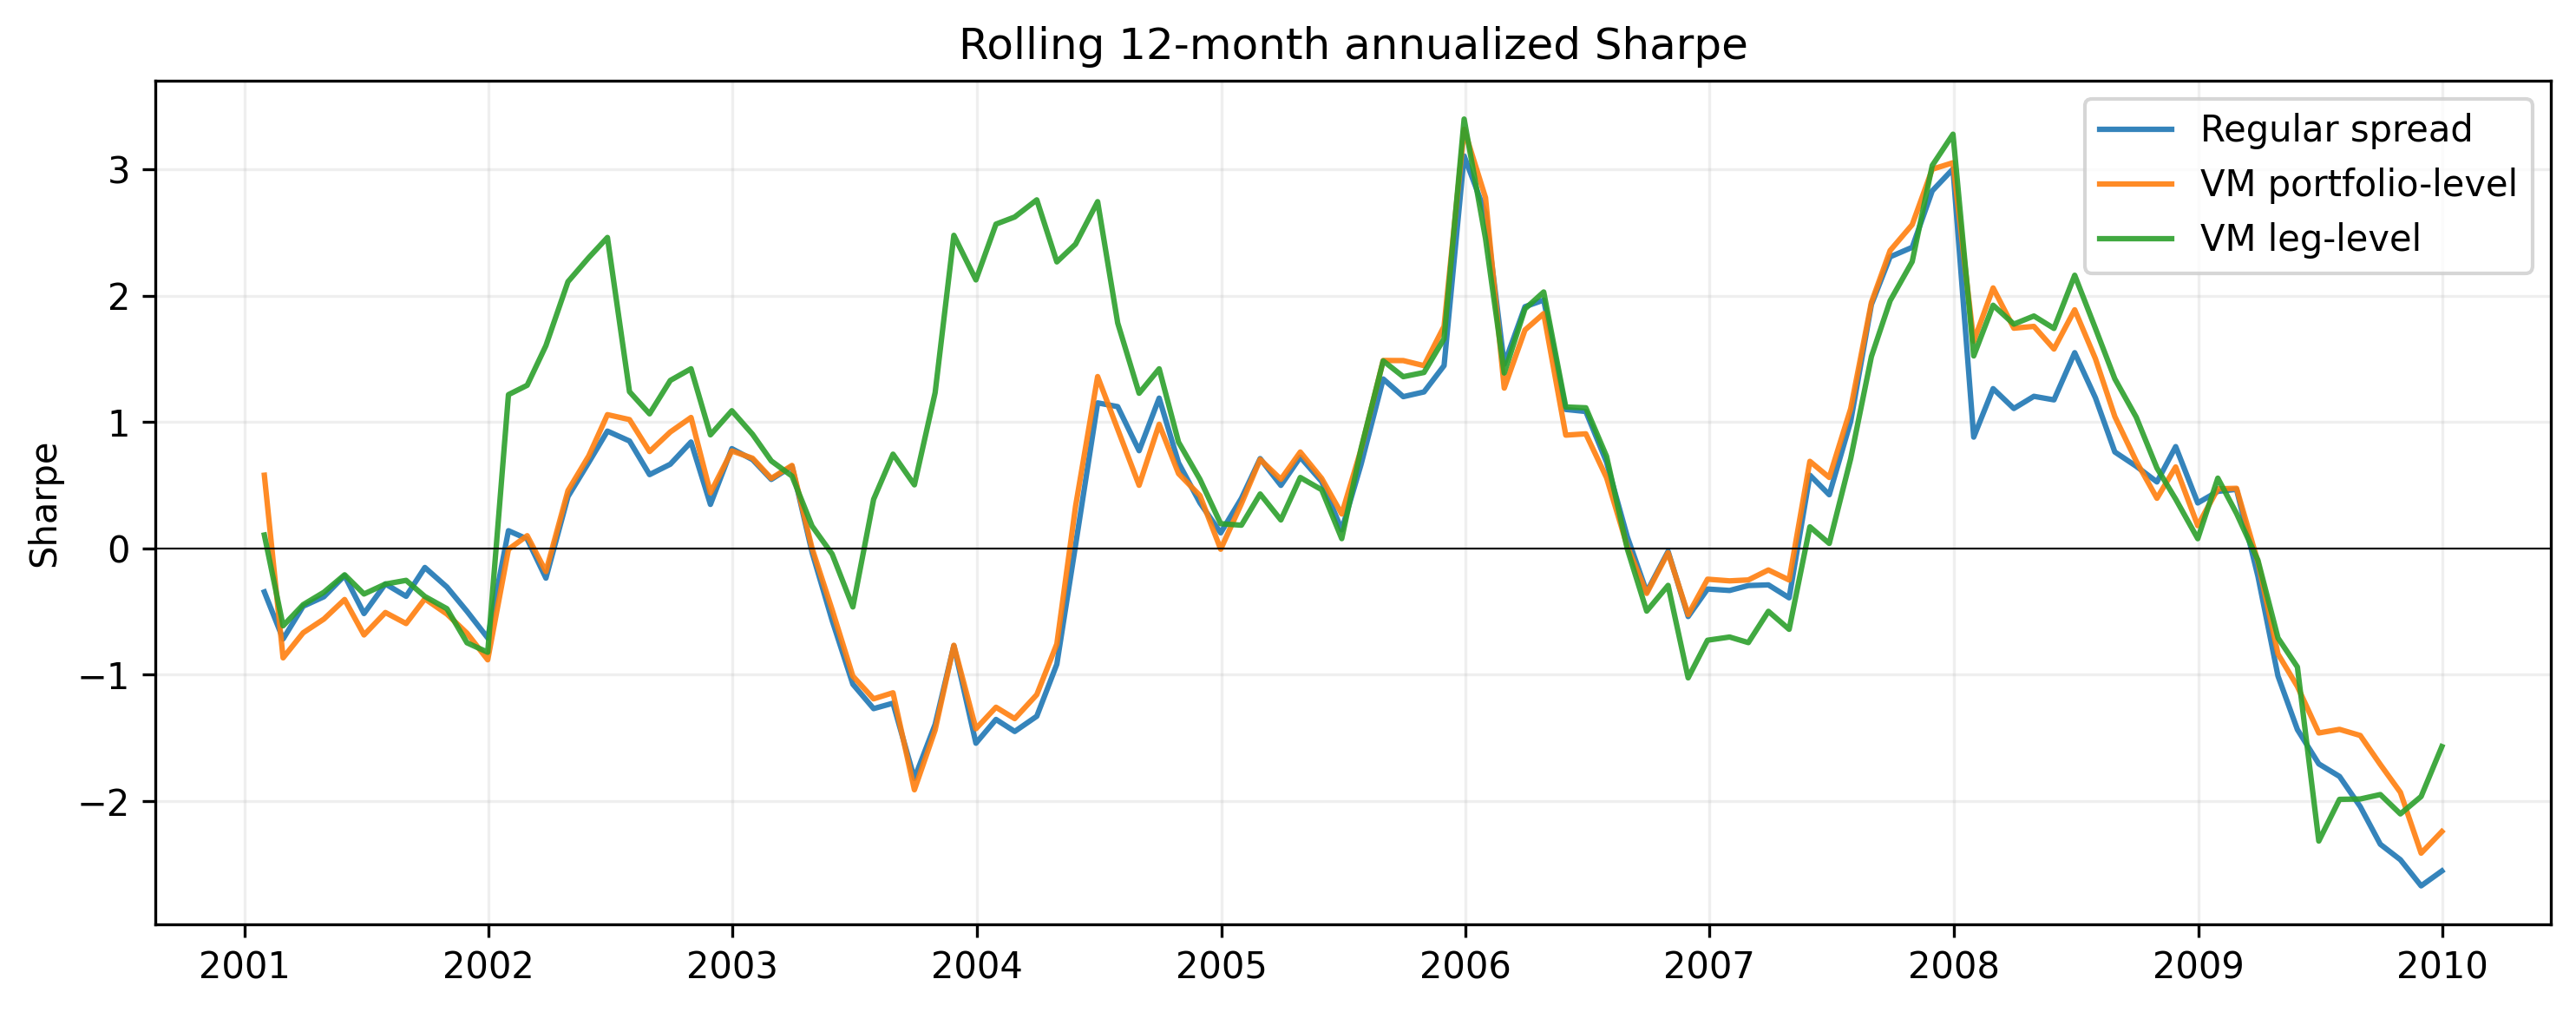 Rolling 12-month annualized Sharpe
Regular spread
VM portfolio-level
VM leg-level
Sharpe
3
2
1
0
−1
−2
2001 2002 2003 2004 2005 2006 2007 2008 2009 2010